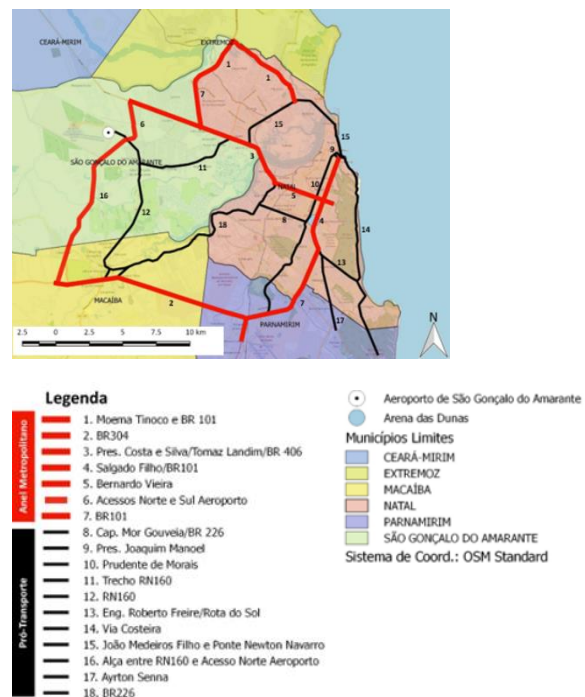 CEARÁ-MIRIM
EXTREMOZ
1
1
7
6
15
15
9
3
SÃO GONÇALO DO AMARANTE
11
NATAL
10
5
16
12
8
4
18
14
13
MACAÍBA
2
7
17
PARNAMIRIM
N
2.5 0 2.5 5 7.5 10 km
Legenda
Anel Metropolitano
1. Moema Tinoco e BR 101
2. BR304
3. Pres. Costa e Silva/Tomaz Landim/BR 406
4. Salgado Filho/BR101
5. Bernardo Vieira
6. Acessos Norte e Sul Aeroporto
7. BR101
Pró-Transporte
8. Cap. Mor Gouveia/BR 226
9. Pres. Joaquim Manoel
10. Prudente de Morais
11. Trecho RN160
12. RN160
13. Eng. Roberto Freire/Rota do Sol
14. Via Costeira
15. João Medeiros Filho e Ponte Newton Navarro
16. Alça entre RN160 e Acesso Norte Aeroporto
17. Ayrton Senna
18. BR226
Aeroporto de São Gonçalo do Amarante
Arena das Dunas
Municípios Limites
CEARÁ-MIRIM
EXTREMOZ
MACAÍBA
NATAL
PARNAMIRIM
SÃO GONÇALO DO AMARANTE
Sistema de Coord.: OSM Standard